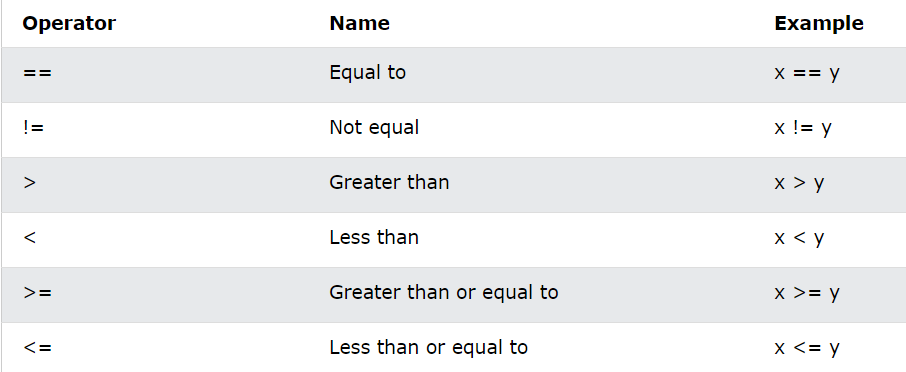 Operator Name Example
== Equal to x == y
!= Not equal x != y
> Greater than x > y
< Less than x < y
>= Greater than or equal to x >= y
<= Less than or equal to x <= y